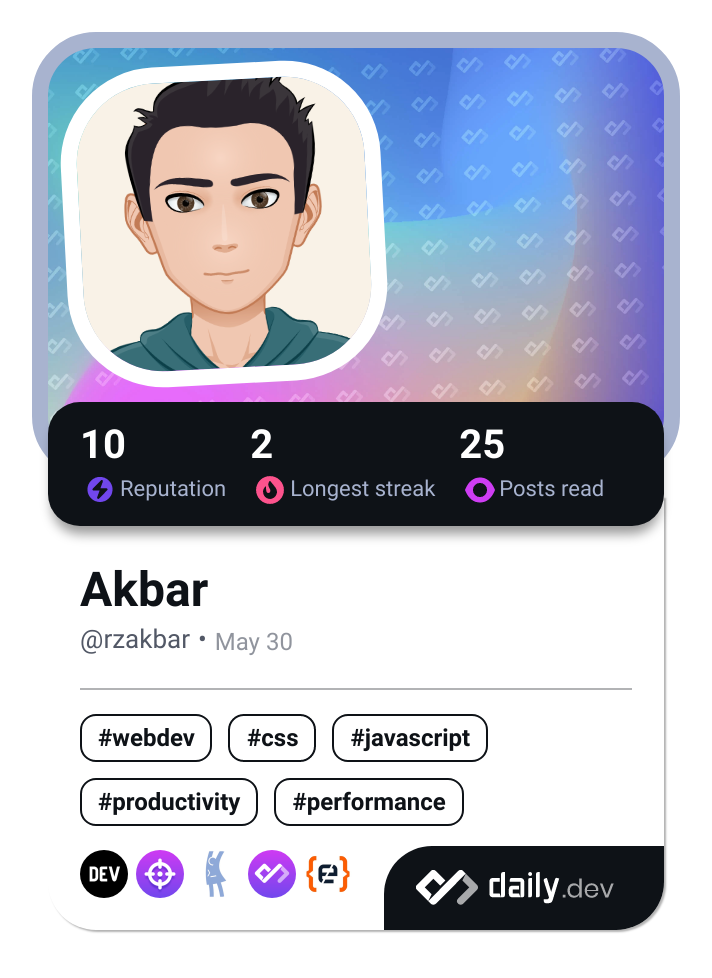 10 2 25
Reputation Longest streak Posts read
Akbar
@rzakbar • May 30
#webdev #css #javascript
#productivity #performance
DEV
daily.dev